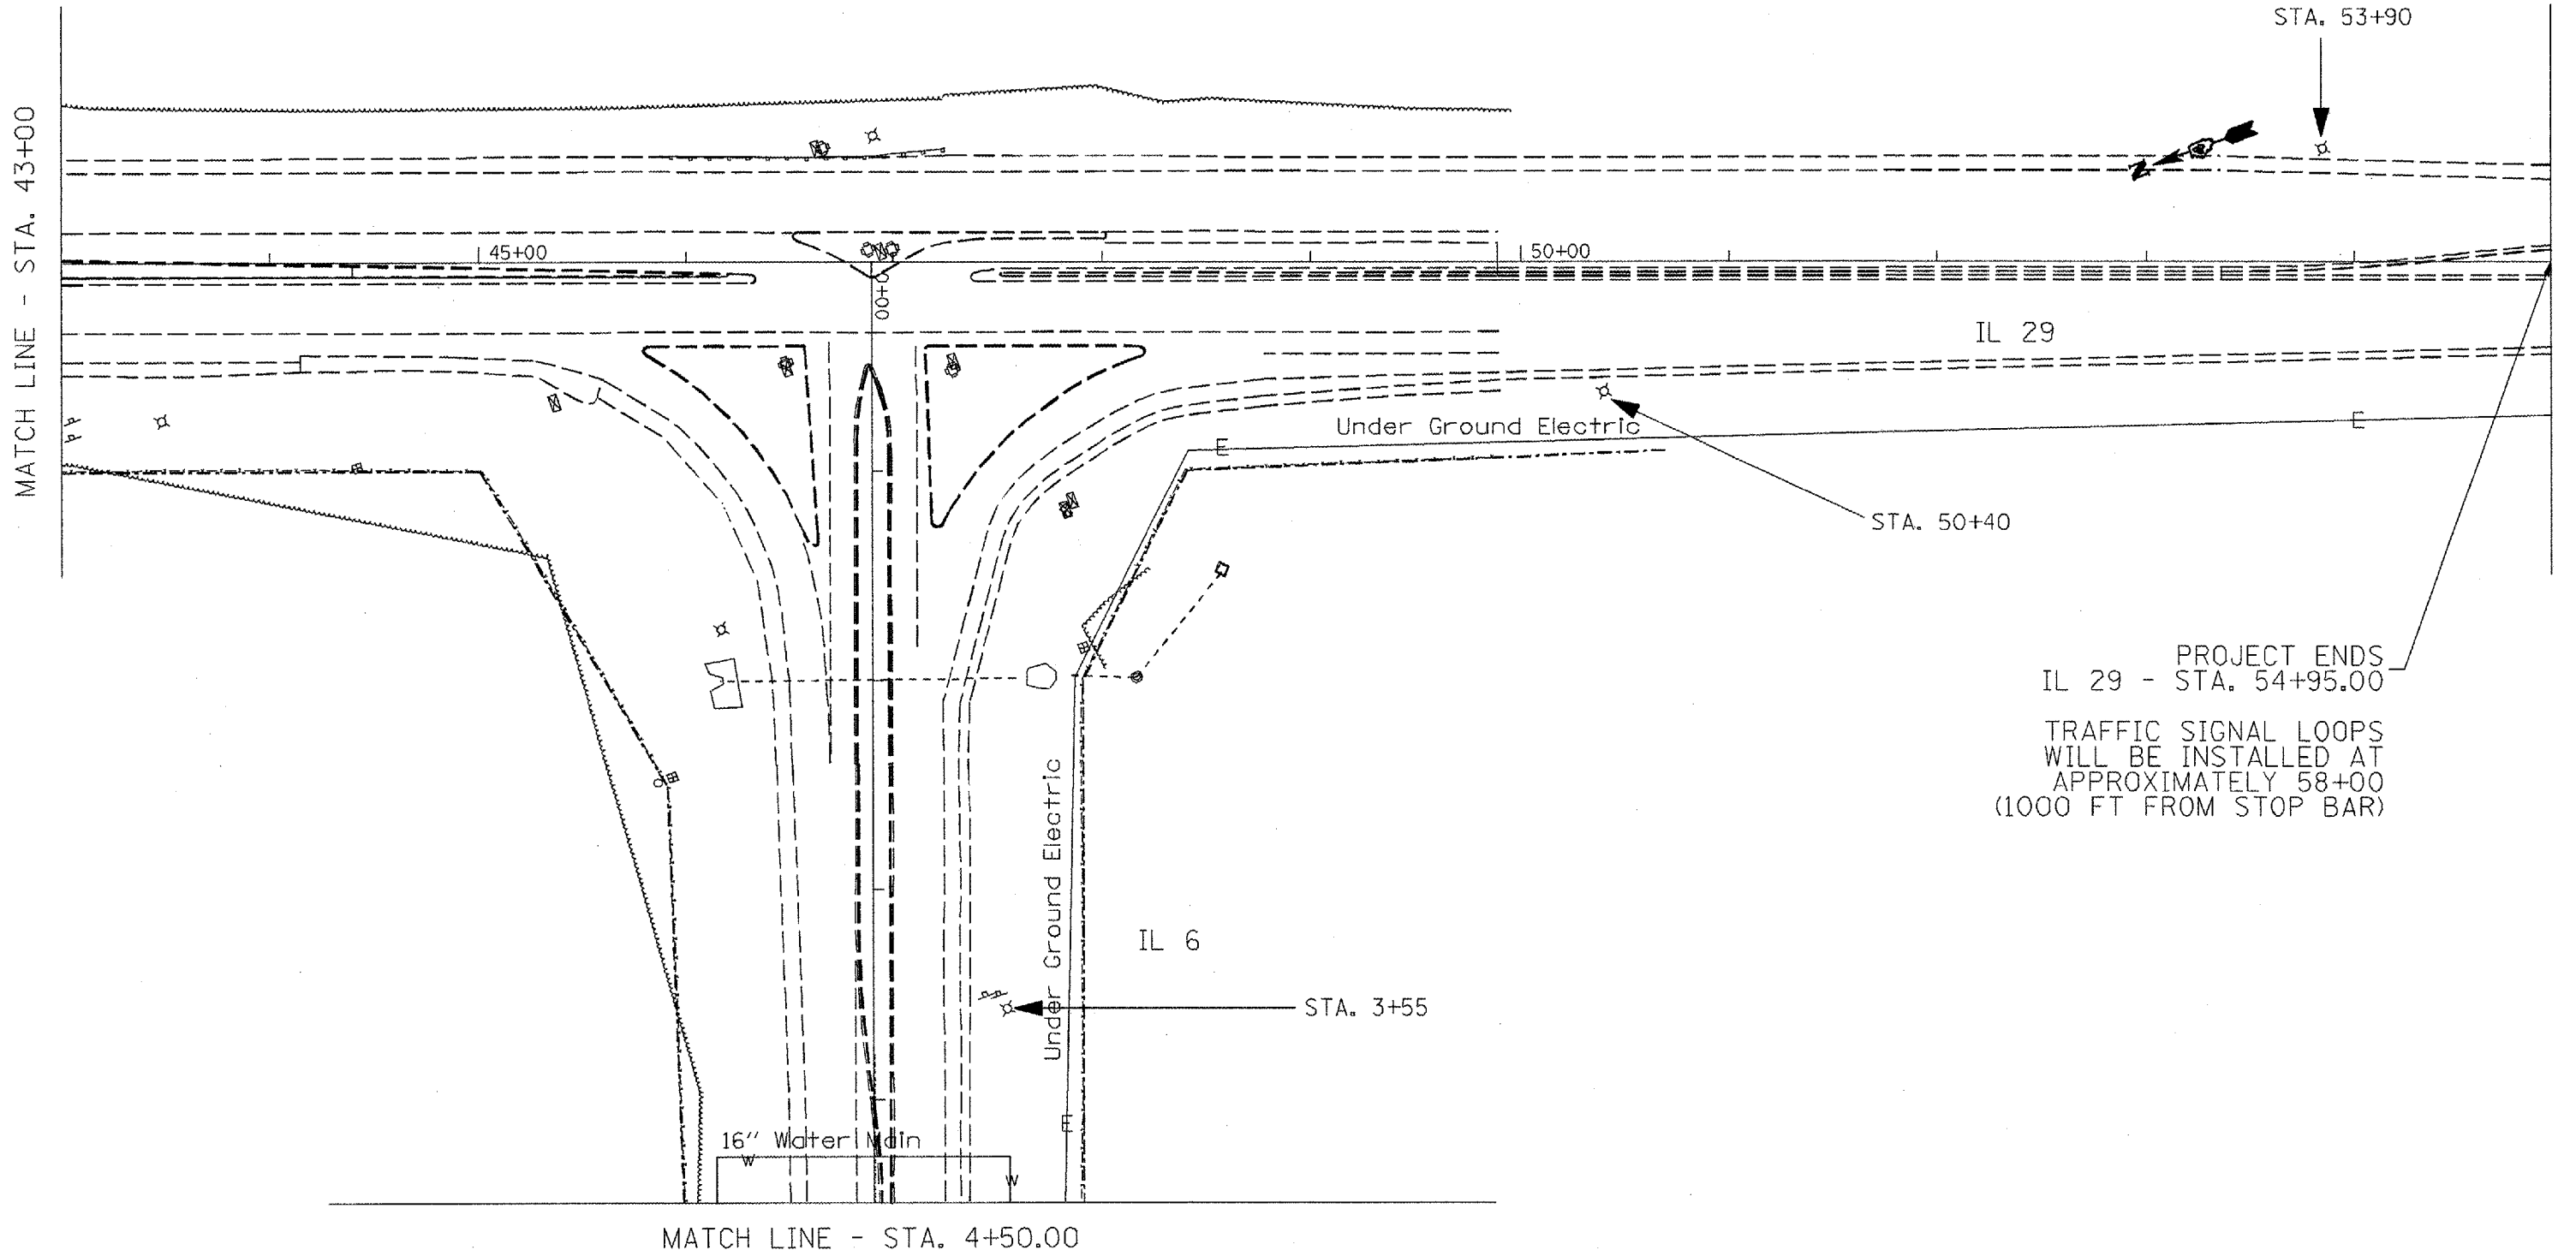 STA. 53+90
MATCH LINE - STA. 43+00
N
45+00
50+00
0+00
IL 29
Under Ground Electric
E
E
STA. 50+40
PROJECT ENDS
IL 29 - STA. 54+95.00
TRAFFIC SIGNAL LOOPS
WILL BE INSTALLED AT
APPROXIMATELY 58+00
(1000 FT FROM STOP BAR)
Under Ground Electric
IL 6
STA. 3+55
E
16" Water Main
W
W
MATCH LINE - STA. 4+50.00